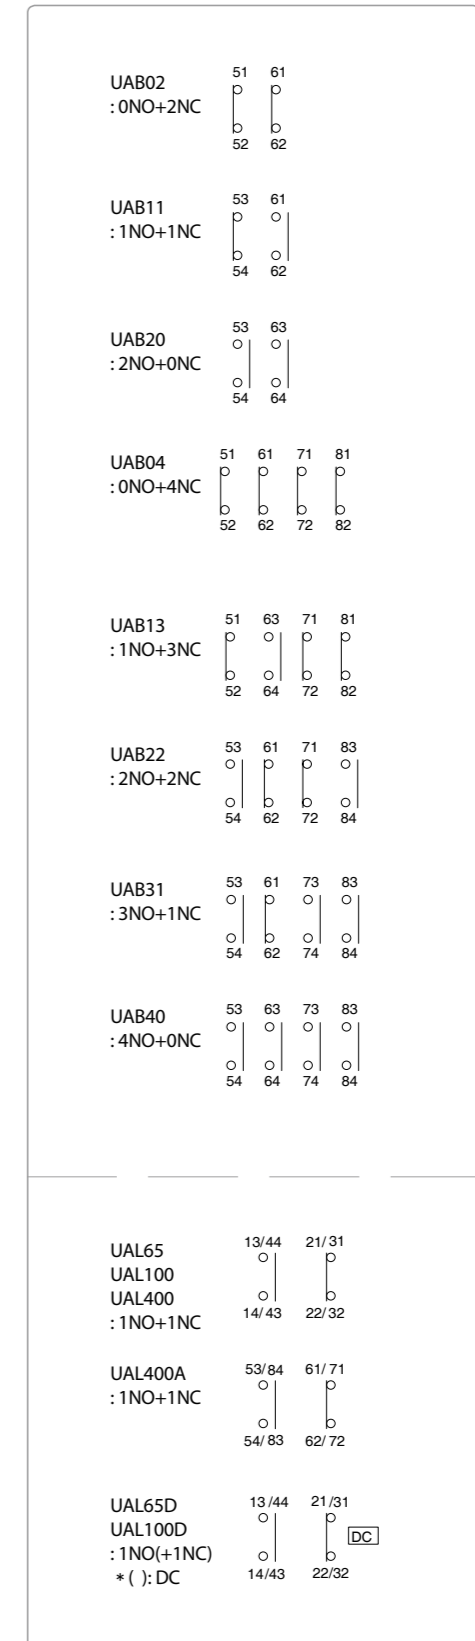 51 61
UAB02
: 0NO+2NC
52 62
53 61
UAB11
: 1NO+1NC
54 62
53 63
UAB20
: 2NO+0NC
54 64
51 61 71 81
UAB04
: 0NO+4NC
52 62 72 82
51 63 71 81
UAB13
: 1NO+3NC
52 64 72 82
53 61 71 83
UAB22
: 2NO+2NC
54 62 72 84
53 61 73 83
UAB31
: 3NO+1NC
54 62 74 84
53 63 73 83
UAB40
: 4NO+0NC
54 64 74 84
13/44 21/31
UAL65
UAL100
UAL400
14/43 22/32
: 1NO+1NC
53/84 61/71
UAL400A
: 1NO+1NC
54/83 62/72
13/44 21/31
UAL65D
UAL100D
DC
: 1NO(+1NC)
14/43 22/32
* ( ): DC